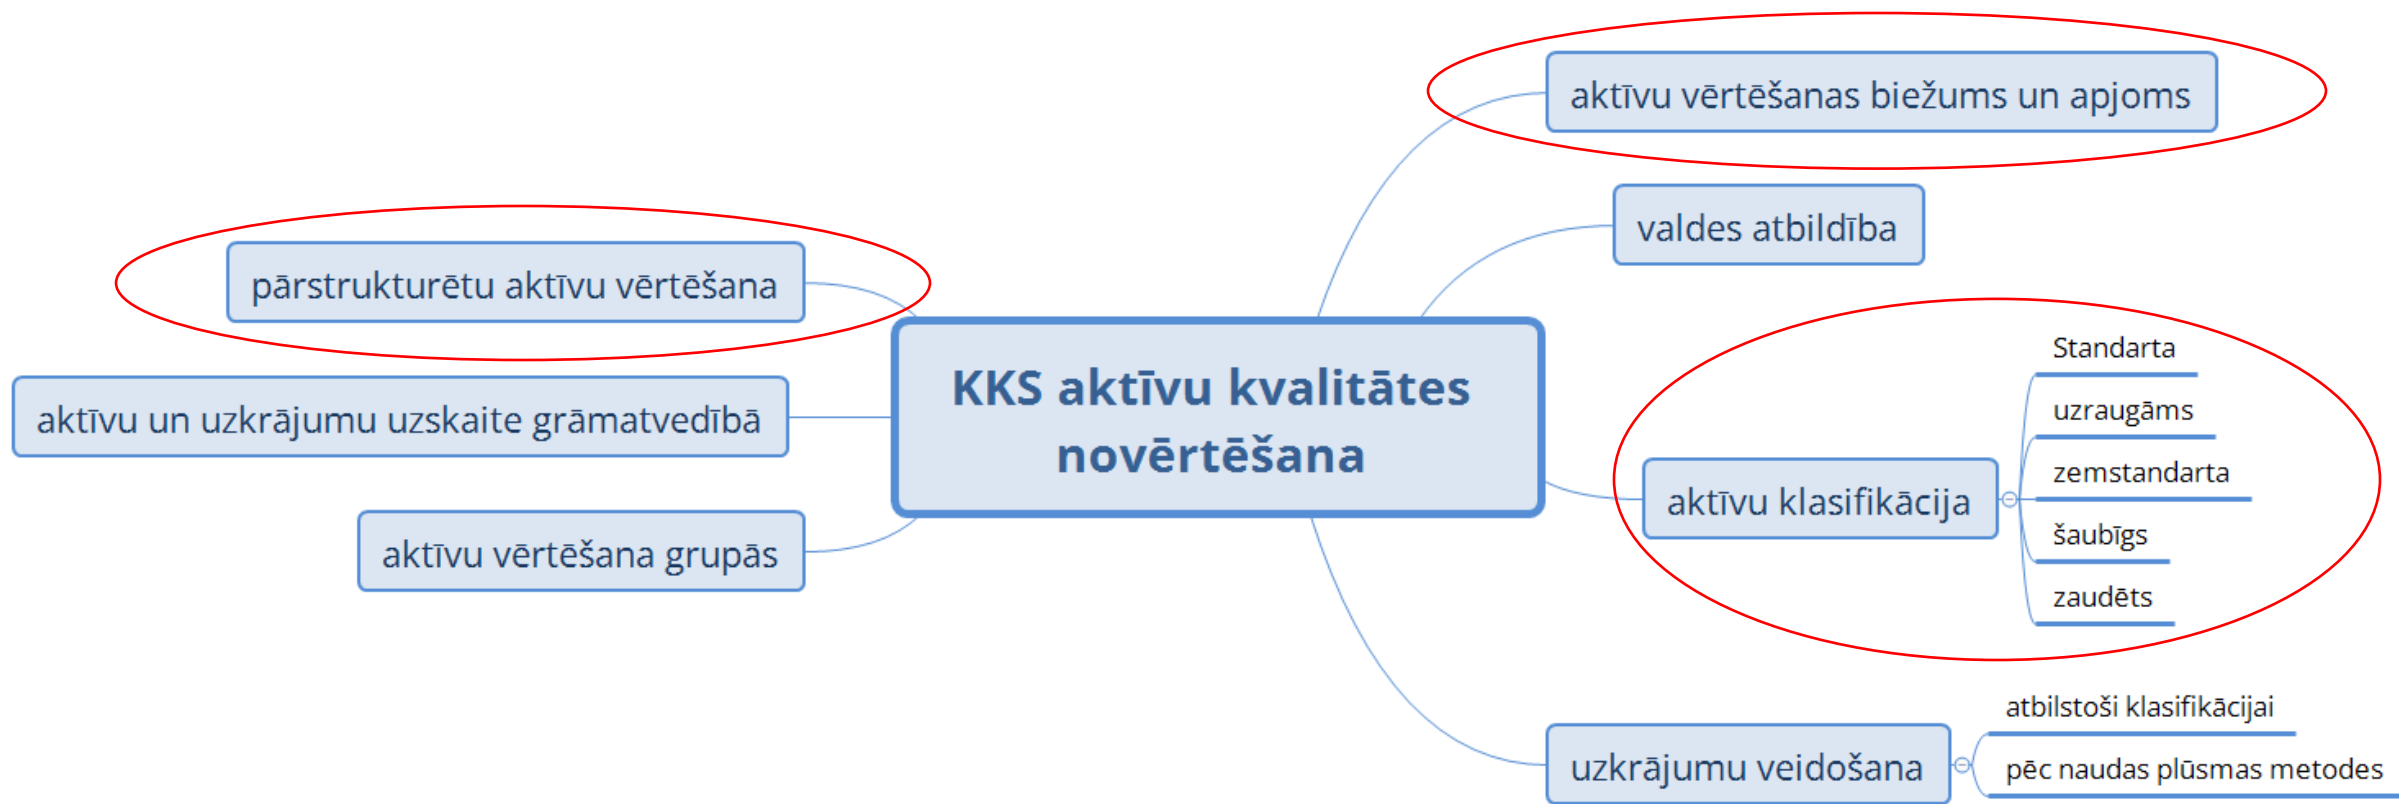 aktīvu vērtēšanas biežums un apjoms
valdes atbildība
pārstrukturētu aktīvu vērtēšana
KKS aktīvu kvalitātes
novērtēšana
aktīvu un uzkrājumu uzskaite grāmatvedībā
aktīvu vērtēšana grupās
aktīvu klasifikācija
Standarta
uzraugāms
zemstandarta
šaubīgs
zaudēts
uzkrājumu veidošana
atbilstoši klasifikācijai
pēc naudas plūsmas metodes